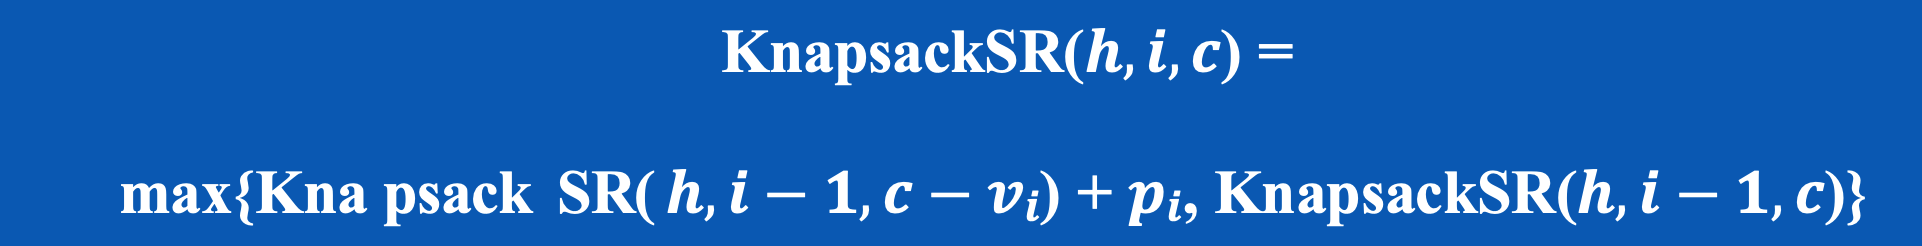 KnapsackSR(h, i, c) =
max{Kna psack SR( h, i − 1, c − vᵢ) + pᵢ, KnapsackSR(h, i − 1, c)}